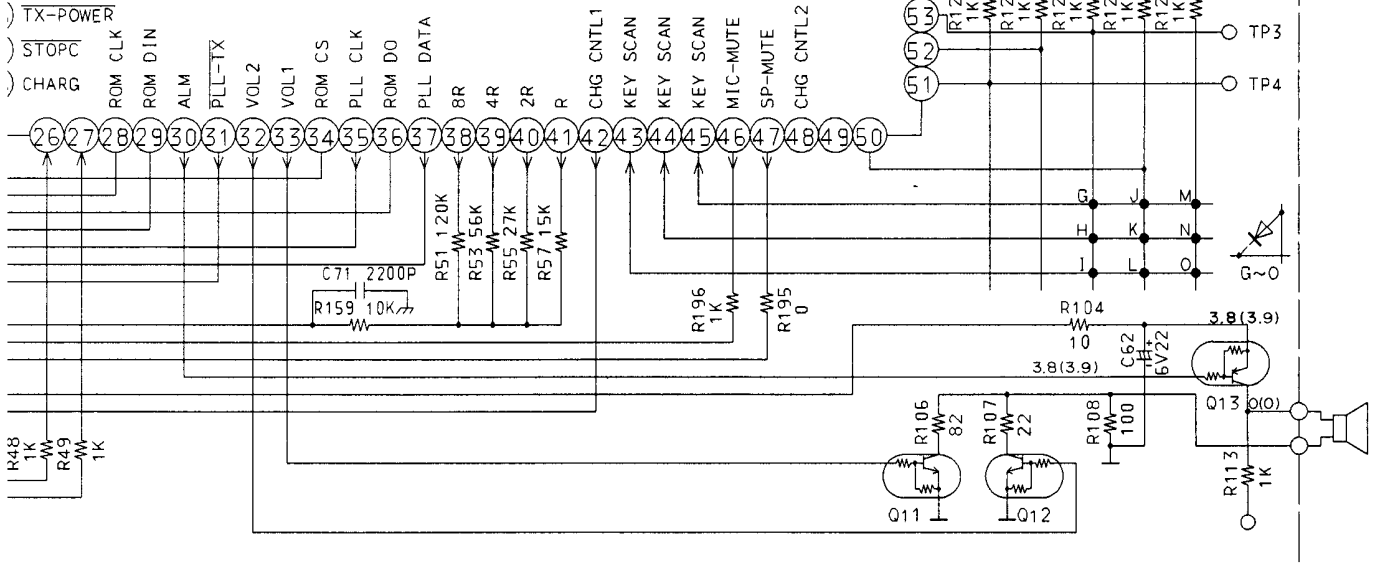 TX-POWER
STOPC
CHARG
ROM CLK
ROM DIN
ALM
PLL-TX
VOL2
VOL1
ROM CS
PLL CLK
ROM DO
PLL DATA
8R
4R
2R
R
CHG CNTL1
KEY SCAN
KEY SCAN
KEY SCAN
MIC-MUTE
SP-MUTE
CHG CNTL2
53
52
51
1K
1K
1K
1K
1K
TP3
TP4
26 27 28 29 30 31 32 33 34 35 36 37 38 39 40 41 42 43 44 45 46 47 48 49 50
G J M
H K N
I L O
G~O
R51 120K
R53 56K
R55 27K
R57 15K
C71 2200P
R159 10K
R196
1K
R195
0
R104
10
3.8(3.9)
C62
6V22
+
3.8(3.9)
Q13
0(0)
R106
82
R107
22
R108
100
R48
1K
R49
1K
R113
1K
Q11
Q12